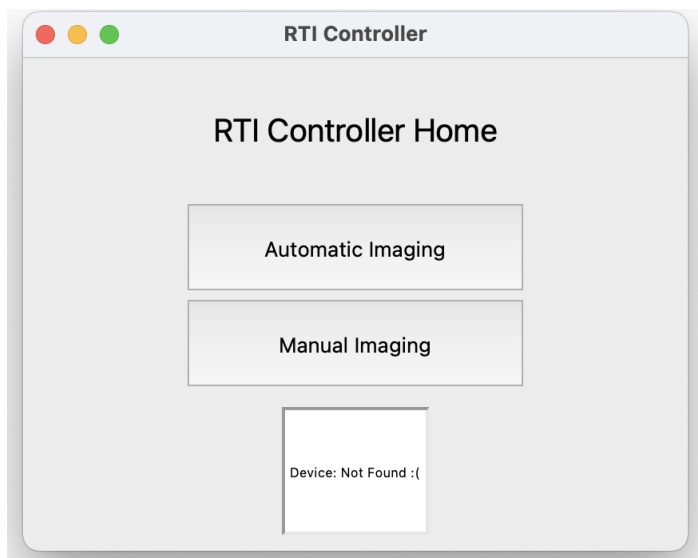 RTI Controller
RTI Controller Home
Automatic Imaging
Manual Imaging
Device: Not Found :(